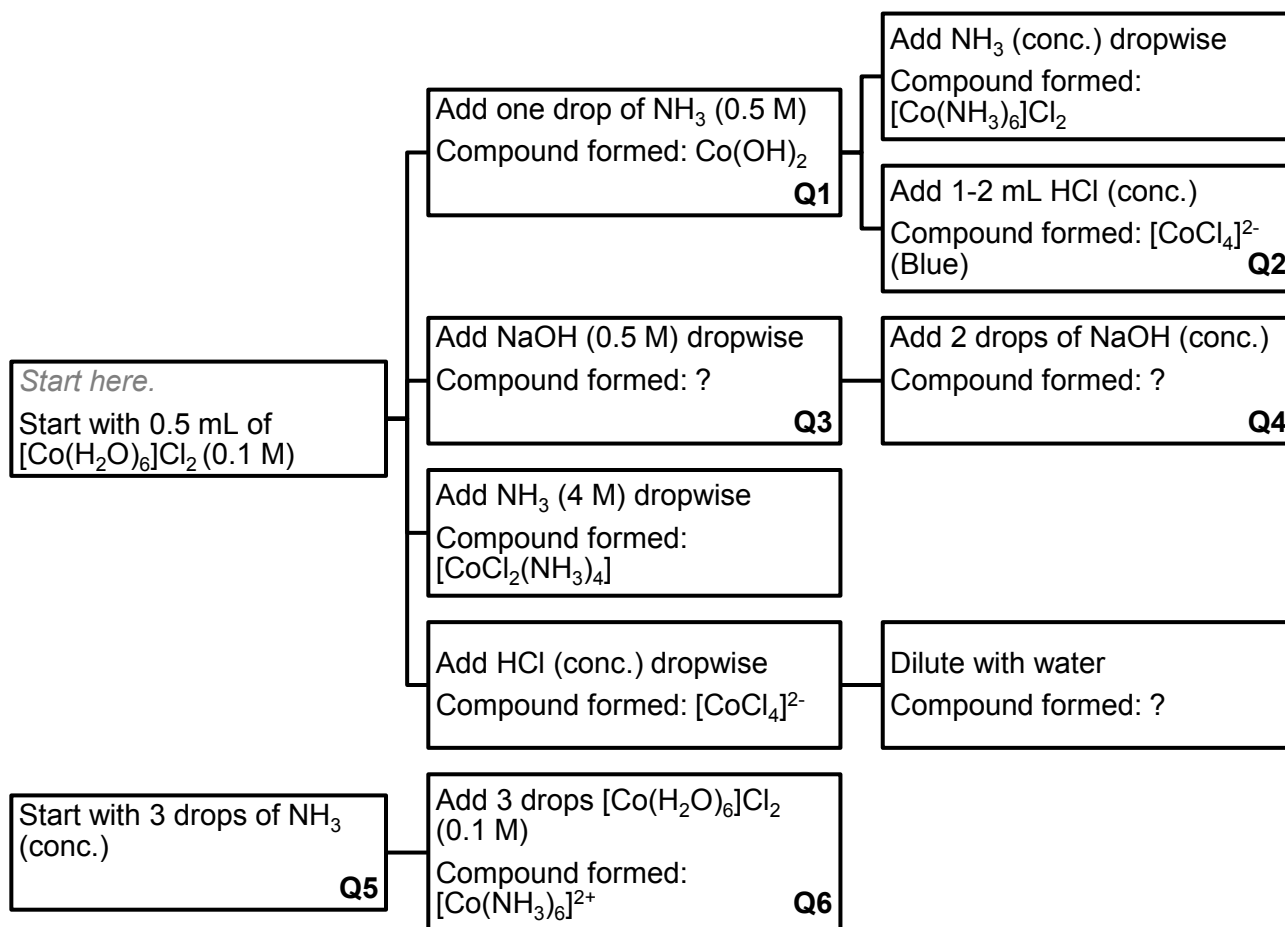 Start here.
Start with 0.5 mL of
[Co(H₂O)₆]Cl₂ (0.1 M)
Add one drop of NH₃ (0.5 M)
Compound formed: Co(OH)₂
Q1
Add NH₃ (conc.) dropwise
Compound formed:
[Co(NH₃)₆]Cl₂
Add 1-2 mL HCl (conc.)
Compound formed: [CoCl₄]²⁻
(Blue) Q2
Add NaOH (0.5 M) dropwise
Compound formed: ?
Q3
Add 2 drops of NaOH (conc.)
Compound formed: ?
Q4
Add NH₃ (4 M) dropwise
Compound formed:
[CoCl₂(NH₃)₄]
Add HCl (conc.) dropwise
Compound formed: [CoCl₄]²⁻
Dilute with water
Compound formed: ?
Start with 3 drops of NH₃
(conc.)
Q5
Add 3 drops [Co(H₂O)₆]Cl₂
(0.1 M)
Compound formed:
[Co(NH₃)₆]²⁺ Q6